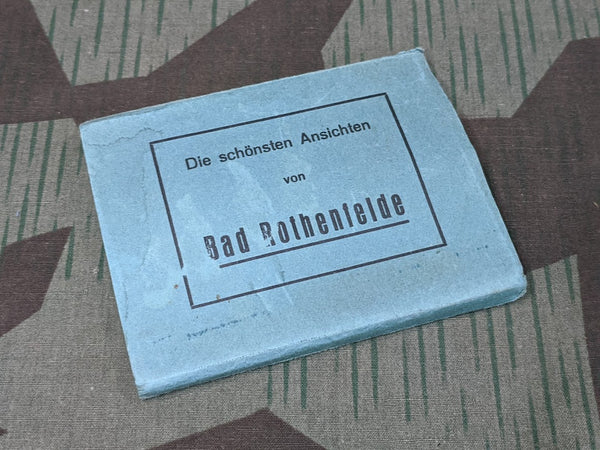 Die schönsten Ansichten
von
Bad Rothenfelde